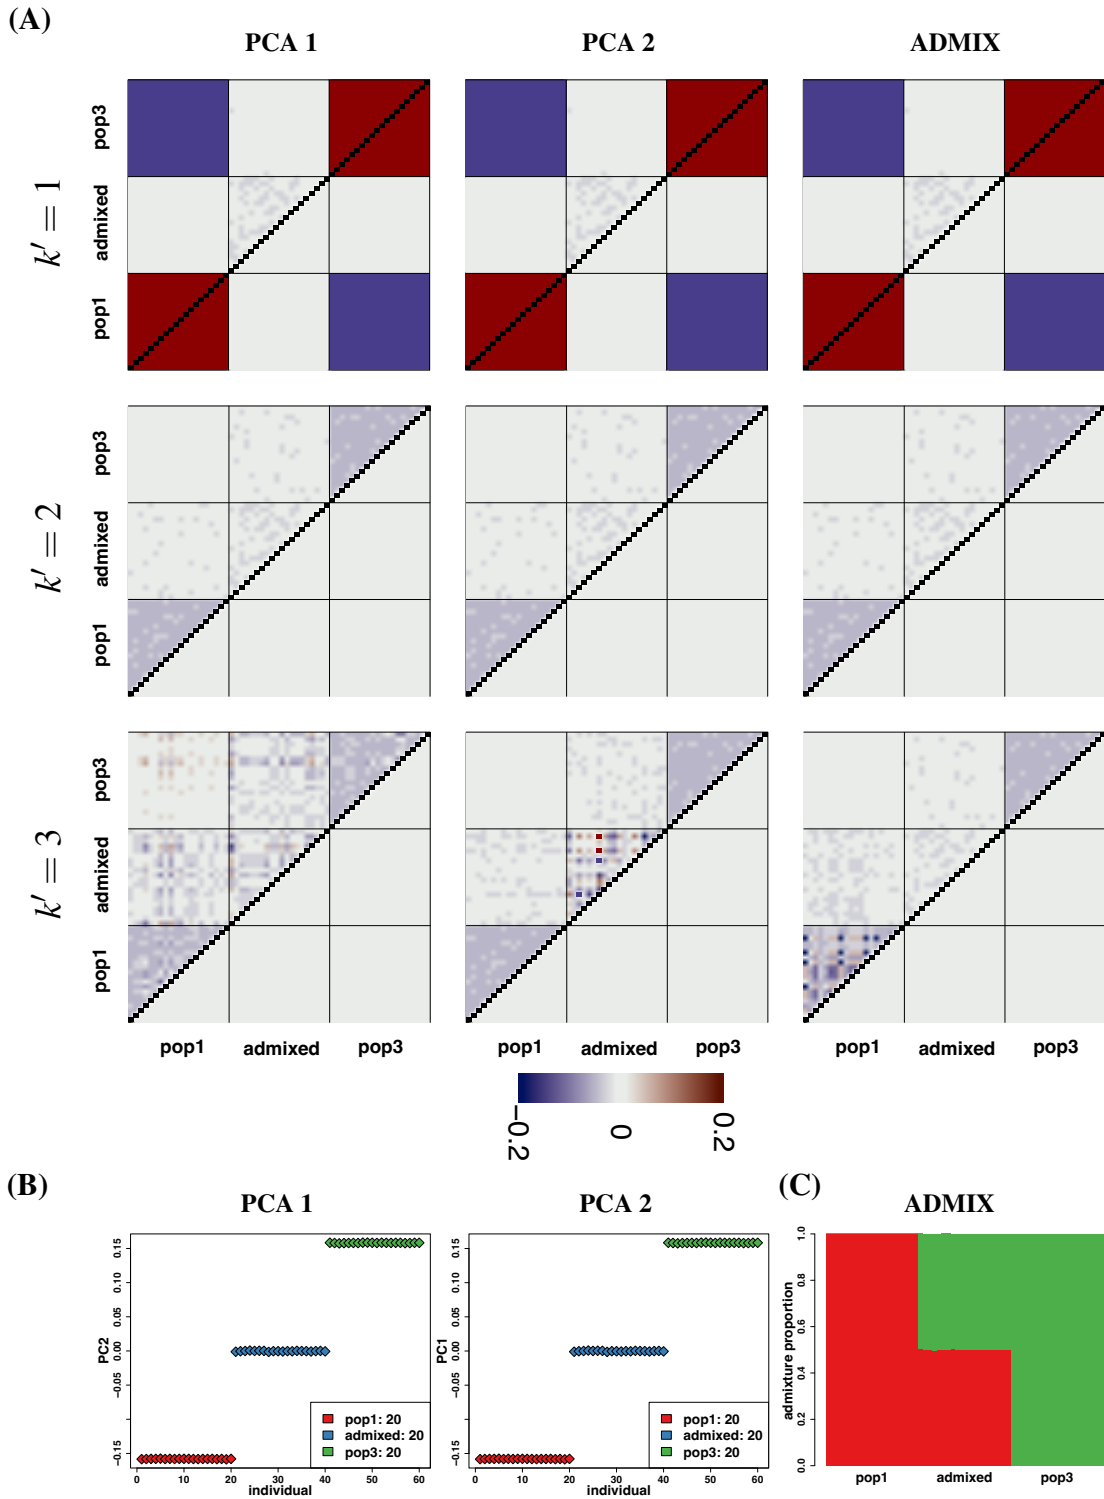 (A)
PCA 1 PCA 2 ADMIX
k′ = 1
pop3
admixed
pop1
k′ = 2
pop3
admixed
pop1
k′ = 3
pop3
admixed
pop1
pop1 admixed pop3 pop1 admixed pop3 pop1 admixed pop3
−0.2 0 0.2
(B)
PCA 1
PC2
0.15
0.10
0.05
0.00
−0.05
−0.15
0 10 20 30 40 50 60
individual
pop1: 20
admixed: 20
pop3: 20
PCA 2
PC1
0.15
0.10
0.05
0.00
−0.05
−0.15
0 10 20 30 40 50 60
individual
pop1: 20
admixed: 20
pop3: 20
(C)
ADMIX
admixture proportion
1.0
0.8
0.6
0.4
0.2
0.0
pop1 admixed pop3